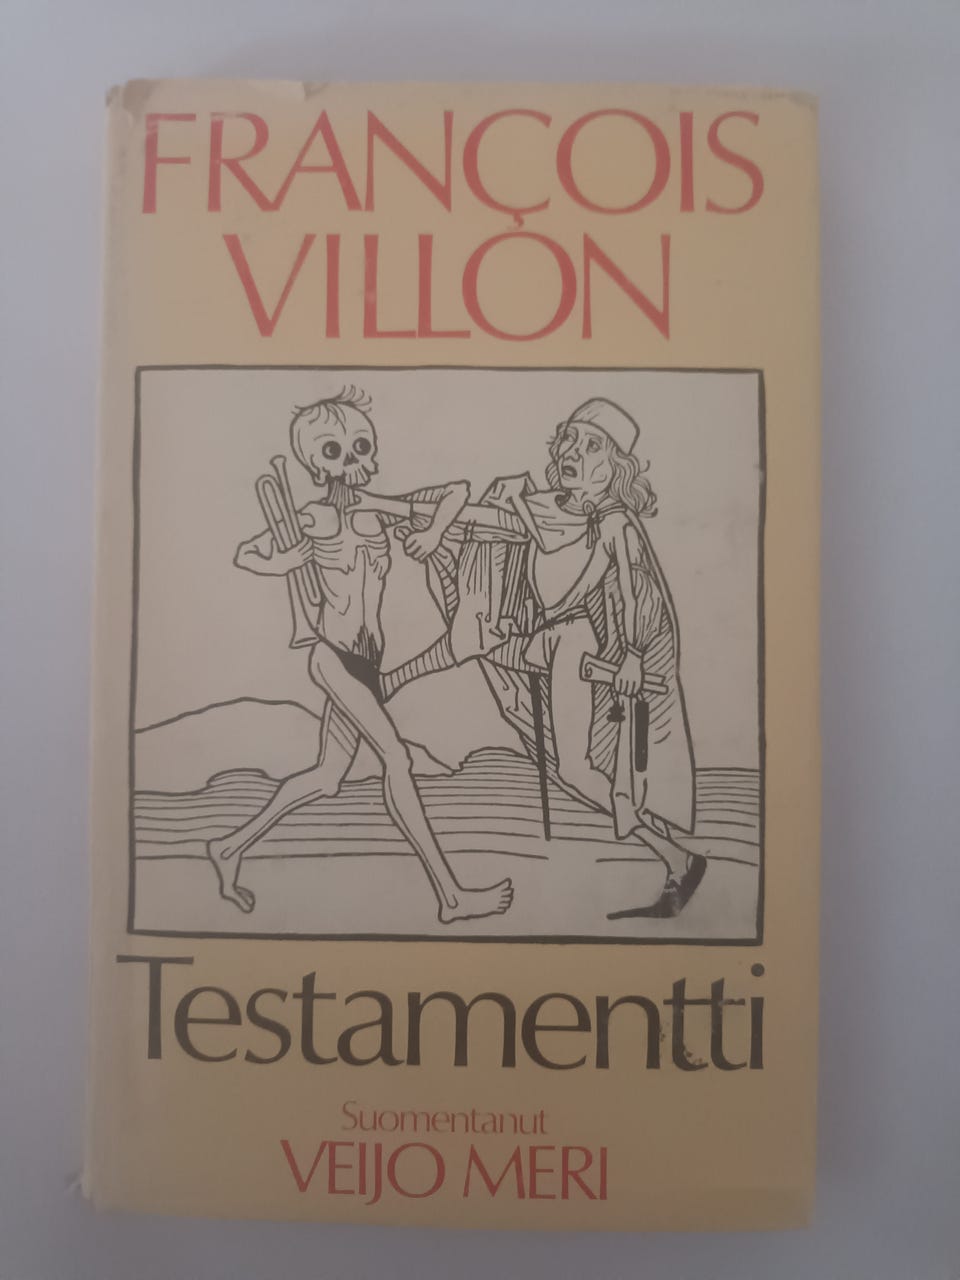 FRANÇOIS
VILLON
Testamentti
Suomentanut
VEIJO MERI